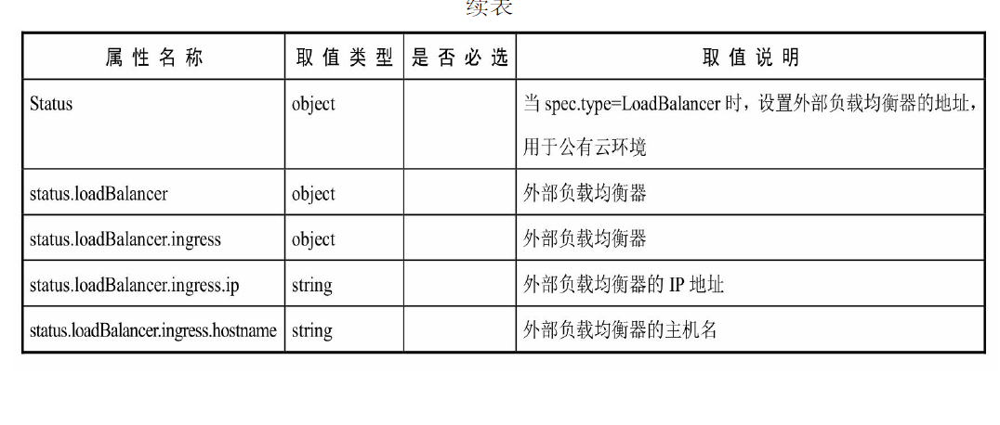 续表
属性名称 取值类型 是否必选 取值说明
Status object 当 spec.type=LoadBalancer 时，设置外部负载均衡器的地址，
用于公有云环境
status.loadBalancer object 外部负载均衡器
status.loadBalancer.ingress object 外部负载均衡器
status.loadBalancer.ingress.ip string 外部负载均衡器的 IP 地址
status.loadBalancer.ingress.hostname string 外部负载均衡器的主机名